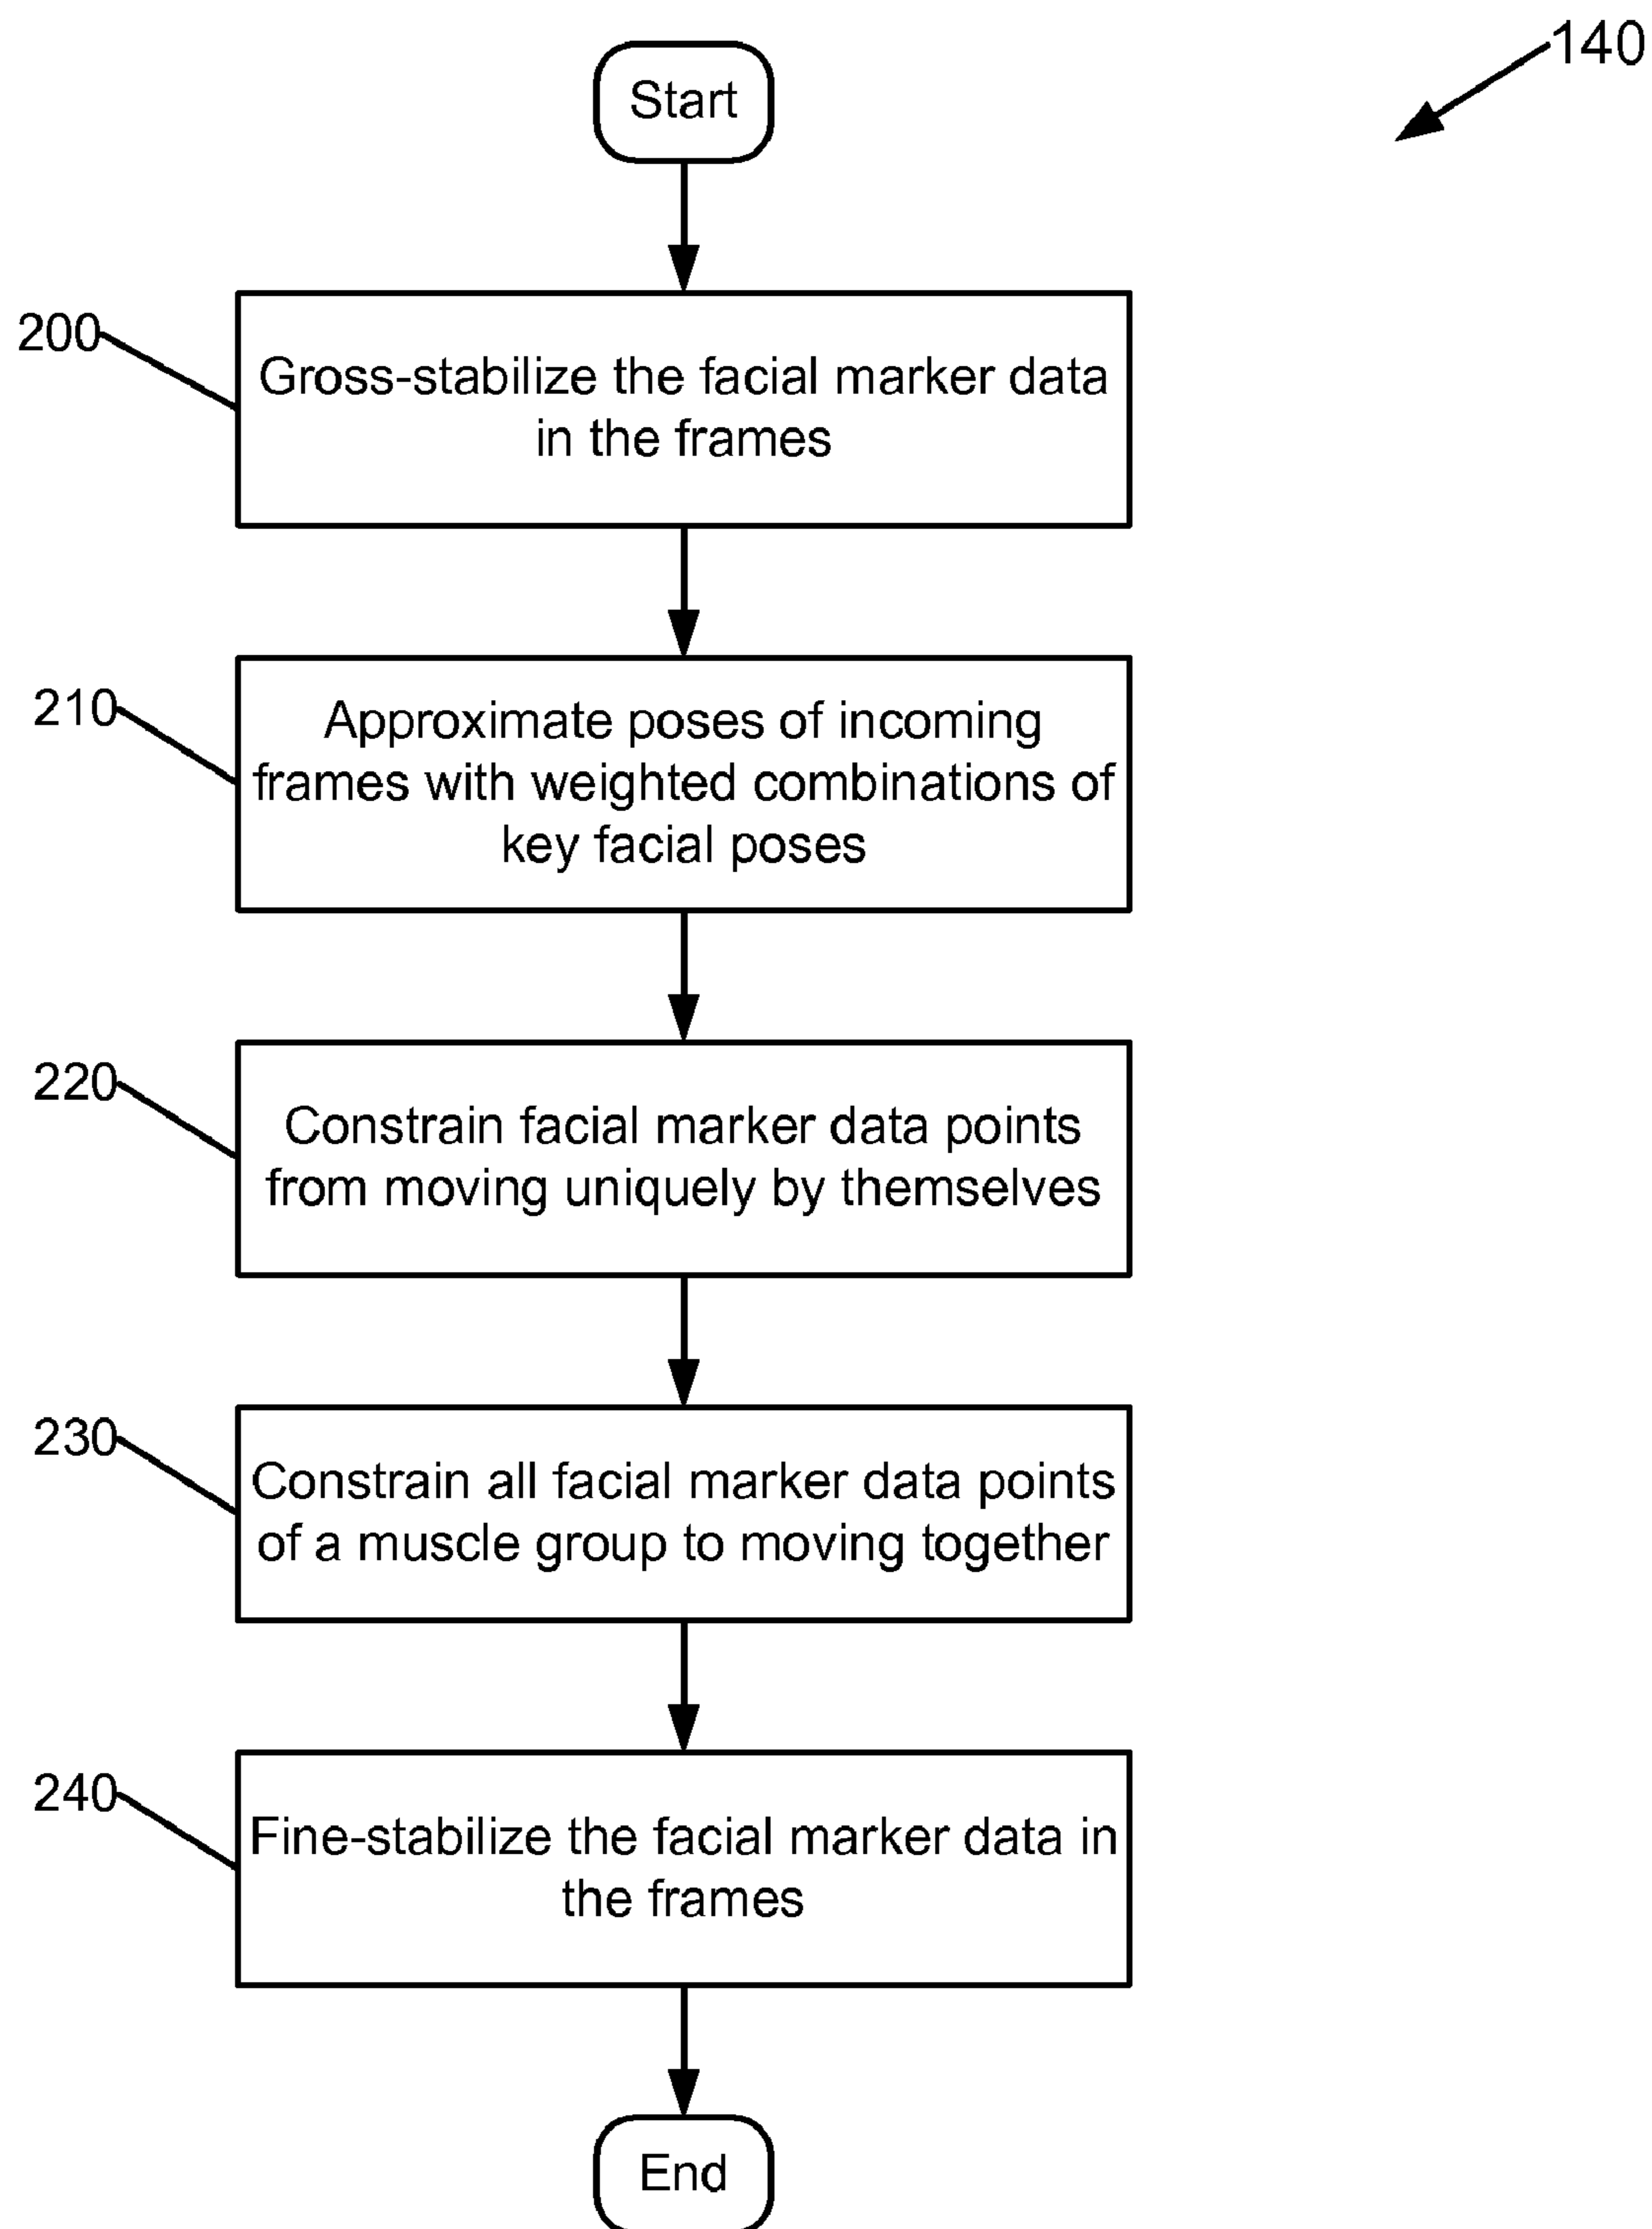 140
Start
200
Gross-stabilize the facial marker data
in the frames
210
Approximate poses of incoming
frames with weighted combinations of
key facial poses
220
Constrain facial marker data points
from moving uniquely by themselves
230
Constrain all facial marker data points
of a muscle group to moving together
240
Fine-stabilize the facial marker data in
the frames
End